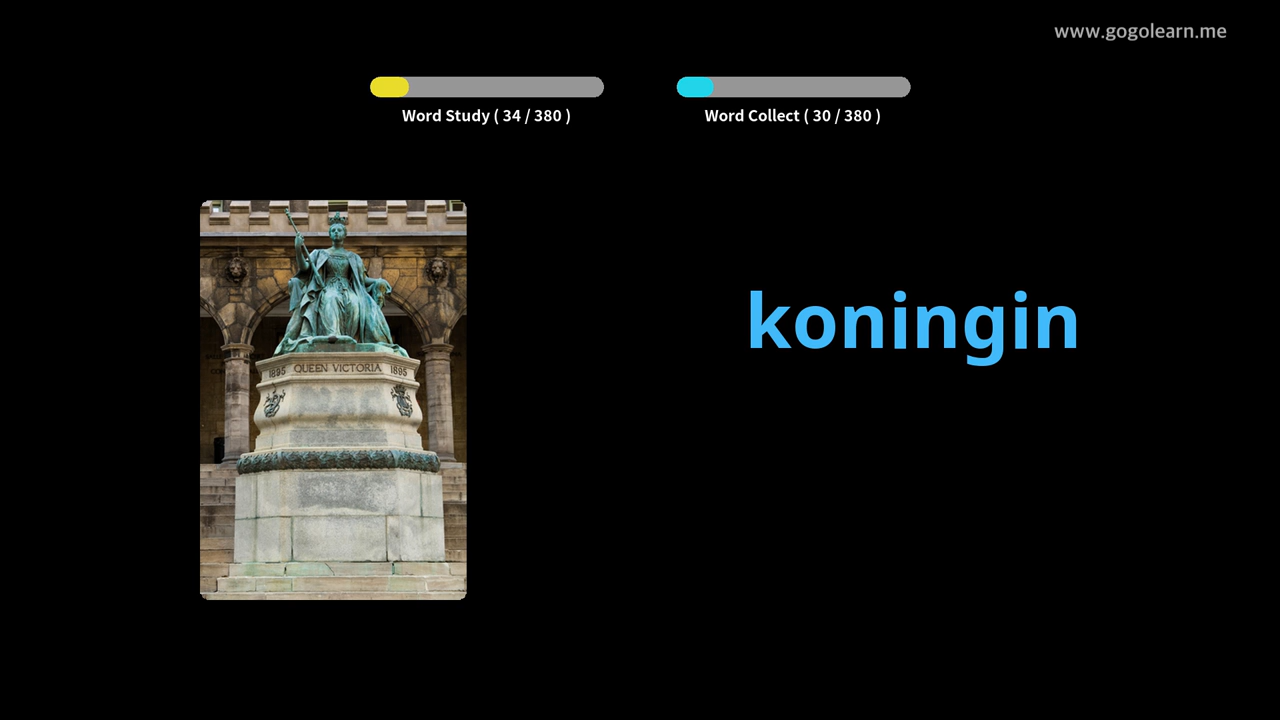 www.gogolearn.me
Word Study ( 34 / 380 )
Word Collect ( 30 / 380 )
koningin
1895 QUEEN VICTORIA 1895